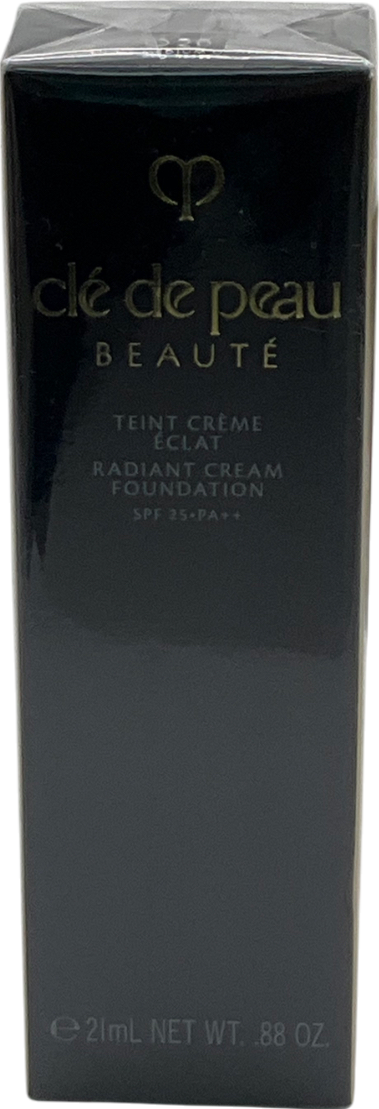 clé de peau
BEAUTÉ
TEINT CRÈME
ÉCLAT
RADIANT CREAM
FOUNDATION
SPF 25•PA++
℮21mL NET WT. .88 OZ.